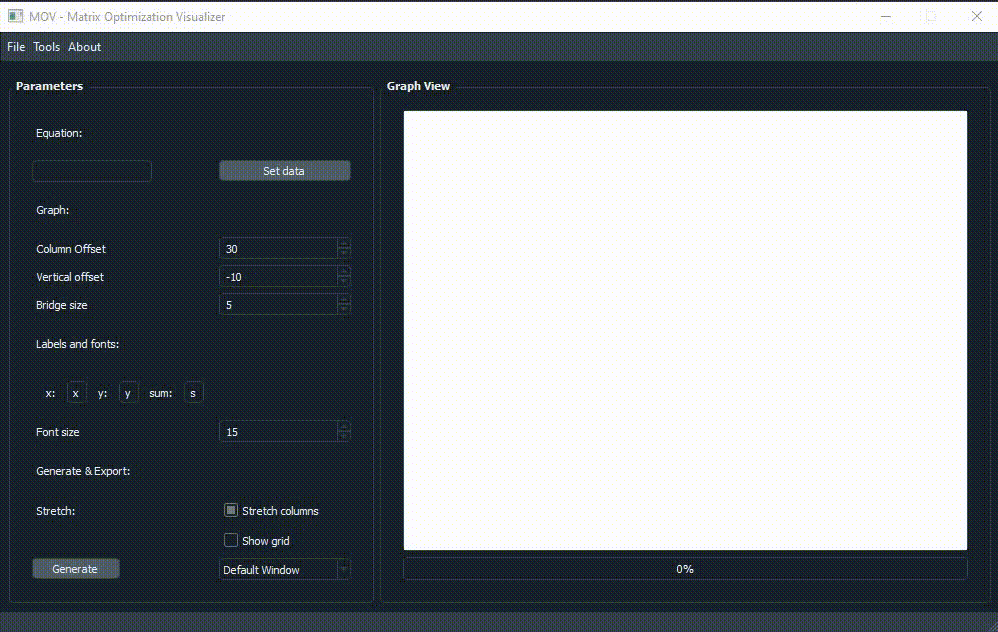 MOV - Matrix Optimization Visualizer
File Tools About
Parameters
Equation:
Set data
Graph:
Column Offset 30
Vertical offset -10
Bridge size 5
Labels and fonts:
x: x y: y sum: s
Font size 15
Generate & Export:
Stretch: Stretch columns
Show grid
Generate Default Window
Graph View
0%